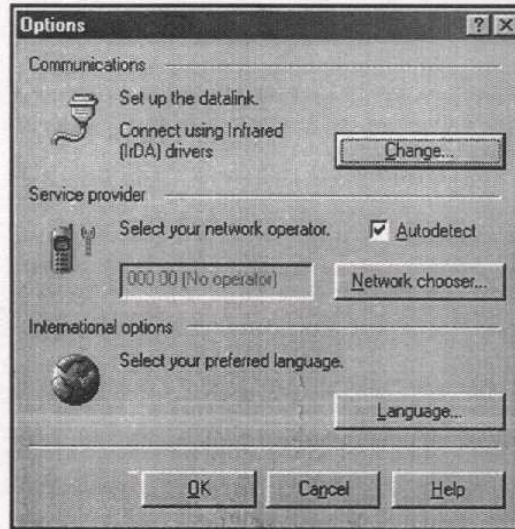 Options
Communications
Set up the datalink.
Connect using Infrared
(IrDA) drivers
Change...
Service provider
Select your network operator.
Autodetect
000 00 (No operator)
Network chooser...
International options
Select your preferred language.
Language...
OK
Cancel
Help